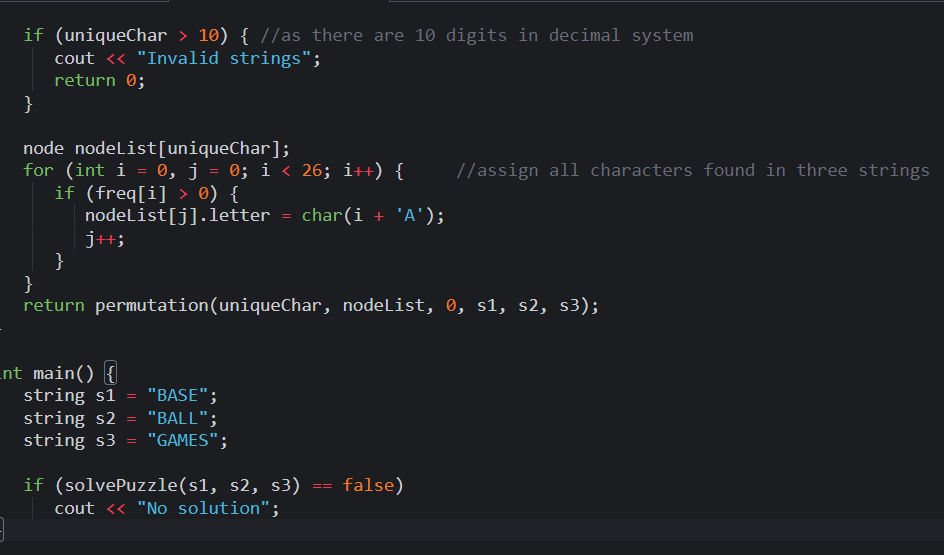 if (uniqueChar > 10) { //as there are 10 digits in decimal system
cout << "Invalid strings";
return 0;
}
node nodeList[uniqueChar];
for (int i = 0, j = 0; i < 26; i++) { //assign all characters found in three strings
if (freq[i] > 0) {
nodeList[j].letter = char(i + 'A');
j++;
}
}
return permutation(uniqueChar, nodeList, 0, s1, s2, s3);
nt main() {
string s1 = "BASE";
string s2 = "BALL";
string s3 = "GAMES";
if (solvePuzzle(s1, s2, s3) == false)
cout << "No solution";